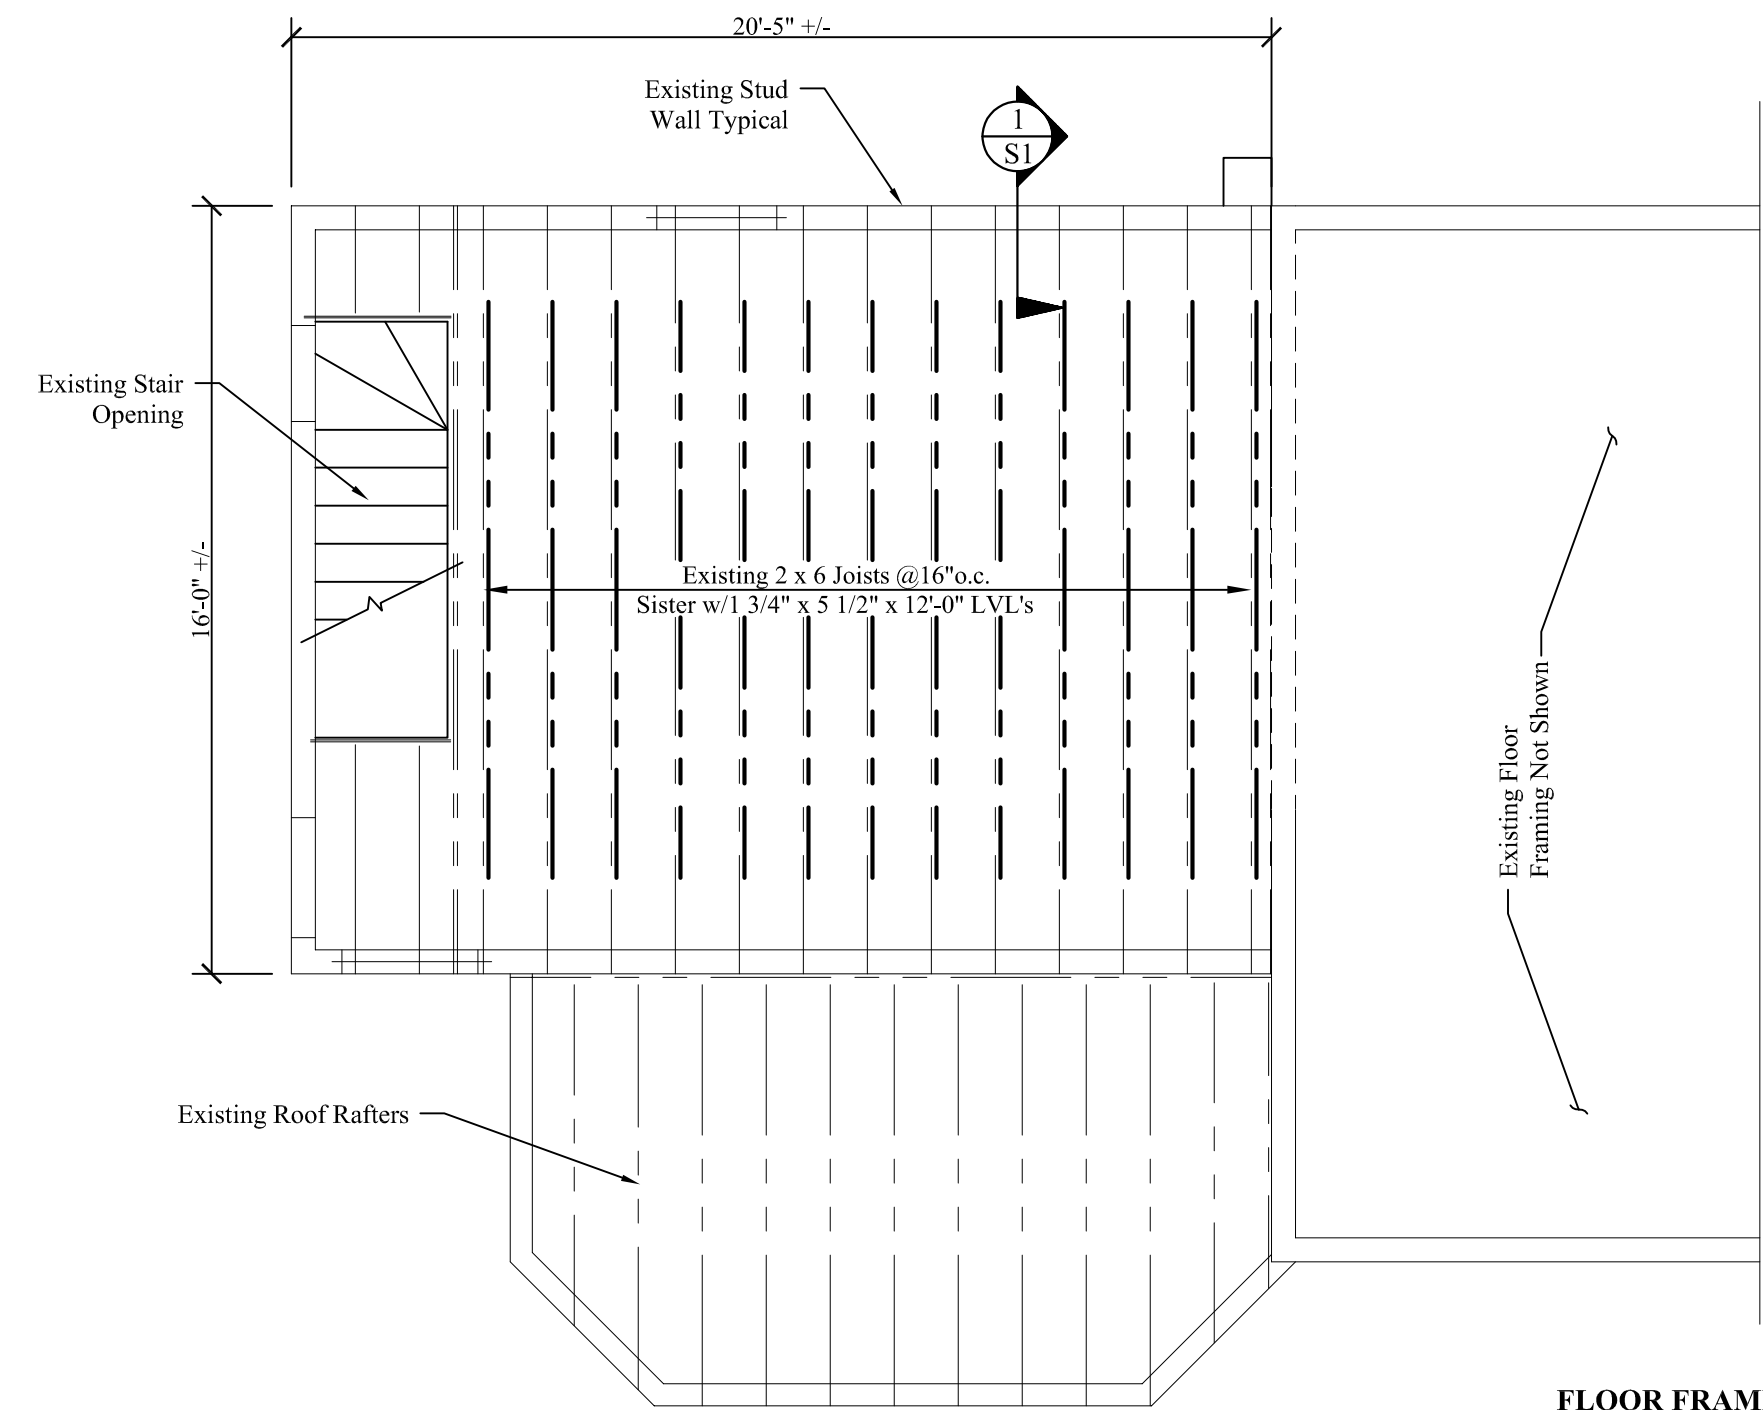 20'-5" +/-
Existing Stud
Wall Typical
1
S1
Existing Stair
Opening
16'-0" +/-
Existing 2 x 6 Joists @16"o.c.
Sister w/1 3/4" x 5 1/2" x 12'-0" LVL's
Existing Floor
Framing Not Shown
Existing Roof Rafters
FLOOR FRAM